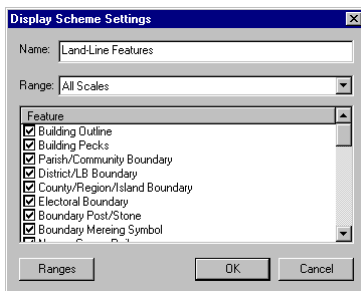 Display Scheme Settings
Name: Land-Line Features
Range: All Scales
Feature
Building Outline
Building Pecks
Parish/Community Boundary
District/LB Boundary
County/Region/Island Boundary
Electoral Boundary
Boundary Post/Stone
Boundary Mereing Symbol
Ranges OK Cancel